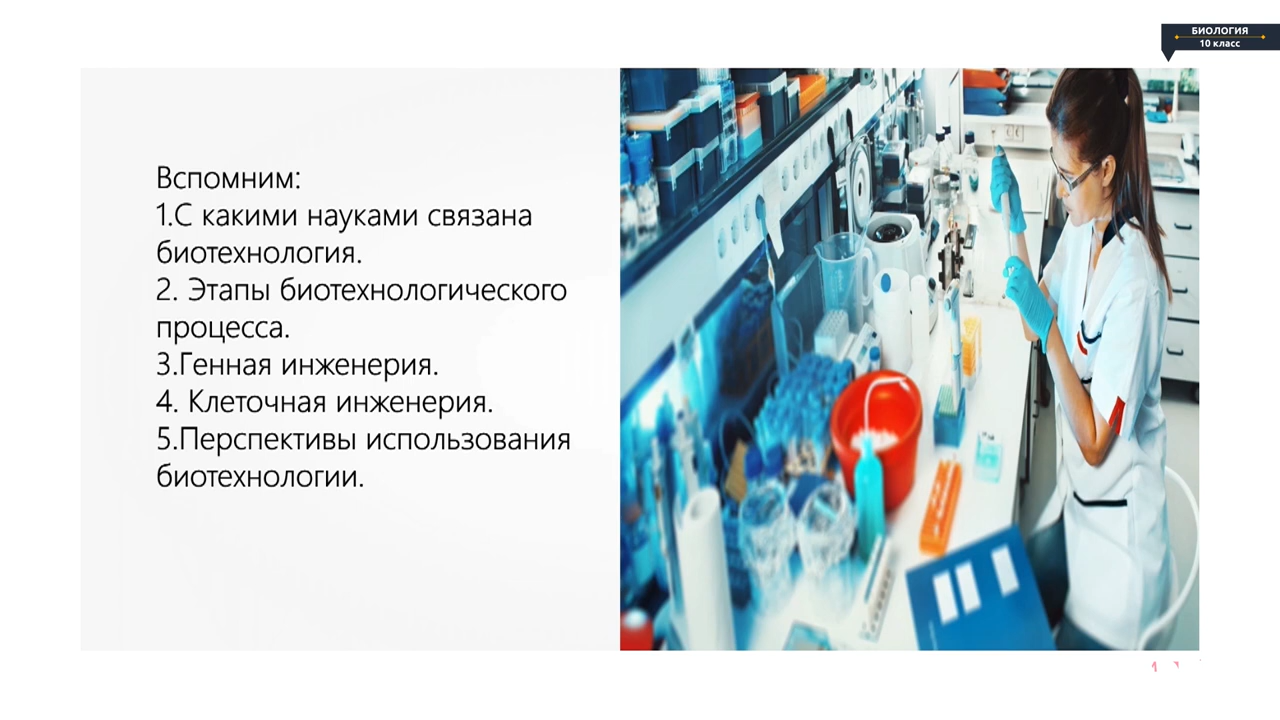 БИОЛОГИЯ
10 класс
Вспомним:
1.С какими науками связана
биотехнология.
2. Этапы биотехнологического
процесса.
3.Генная инженерия.
4. Клеточная инженерия.
5.Перспективы использования
биотехнологии.